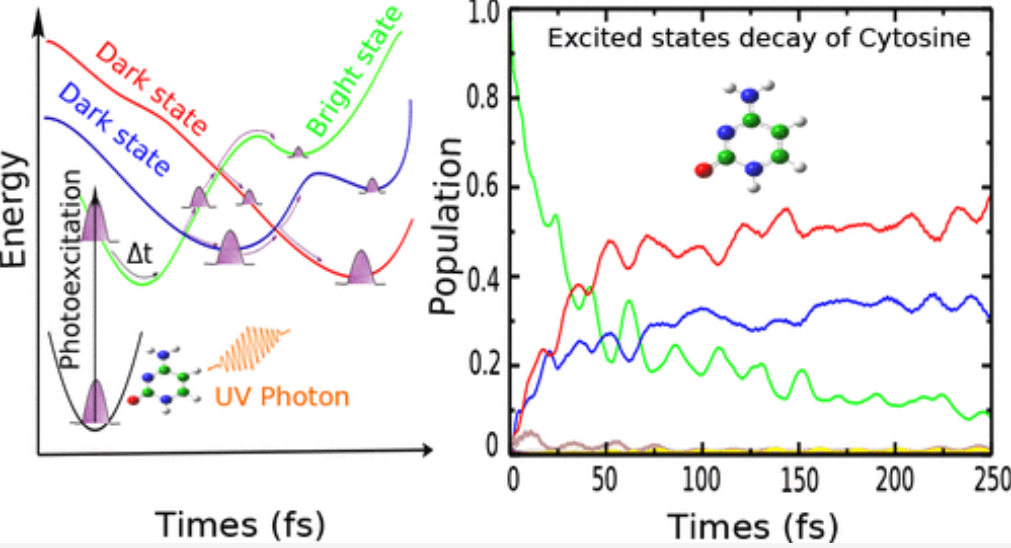 Energy
Dark state
Dark state
Bright state
Photoexcitation
Δt
UV Photon
Times (fs)
Excited states decay of Cytosine
Population
1.0
0.8
0.6
0.4
0.2
0
0 50 100 150 200 250
Times (fs)